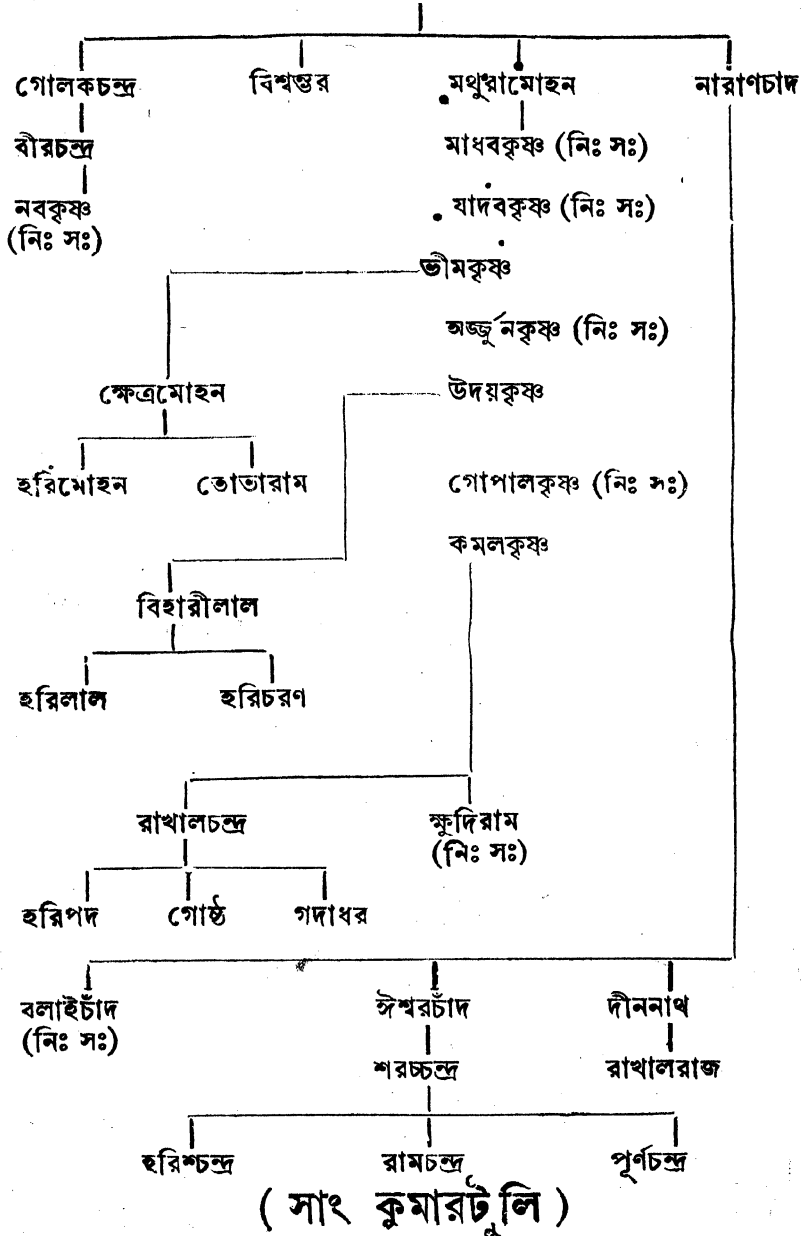 গোলকচন্দ্র বিশ্বম্ভর মথুরামোহন নারাণচাদ
বীরচন্দ্র মাধবকৃষ্ণ (নিঃ সঃ)
নবকৃষ্ণ যাদবকৃষ্ণ (নিঃ সঃ)
(নিঃ সঃ)
ভীমকৃষ্ণ
অর্জ্জুনকৃষ্ণ (নিঃ সঃ)
ক্ষেত্রমোহন উদয়কৃষ্ণ
হরিমোহন ভোভারাম গোপালকৃষ্ণ (নিঃ সঃ)
কমলকৃষ্ণ
বিহারীলাল
হরিলাল হরিচরণ
রাখালচন্দ্র ক্ষুদিরাম
(নিঃ সঃ)
হরিপদ গোষ্ঠ গদাধর
বলাইচাঁদ ঈশ্বরচাঁদ দীননাথ
(নিঃ সঃ)
শরচ্চন্দ্র রাখালরাজ
হরিশ্চন্দ্র রামচন্দ্র পূর্ণচন্দ্র
( সাং কুমারটুলি )